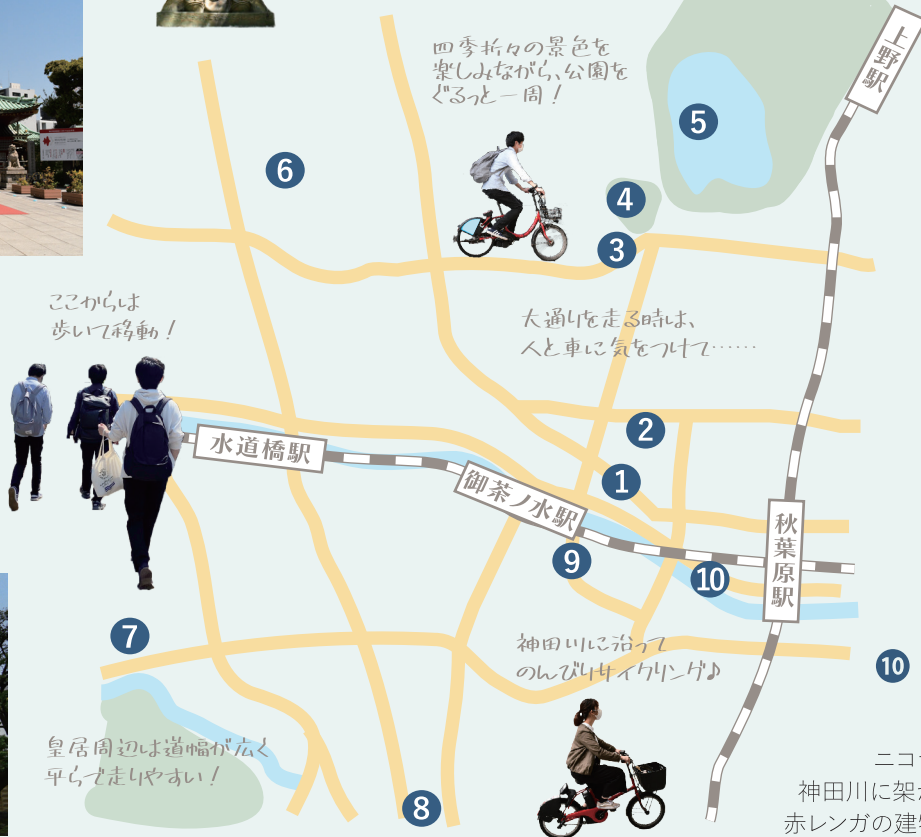 四季折々の景色を
楽しみながら、公園を
ぐるっと一周！
上野駅
5
6
4
3
ここからは
歩いて移動！
大通りを走る時は、
人と車に気をつけて……
2
水道橋駅
1
御茶ノ水駅
秋葉原駅
9
10
7
神田川に沿って
のんびりサイクリング♪
10
皇居周辺は道幅が広く
平らで走りやすい！
8
ニコ
神田川に架
赤レンガの建